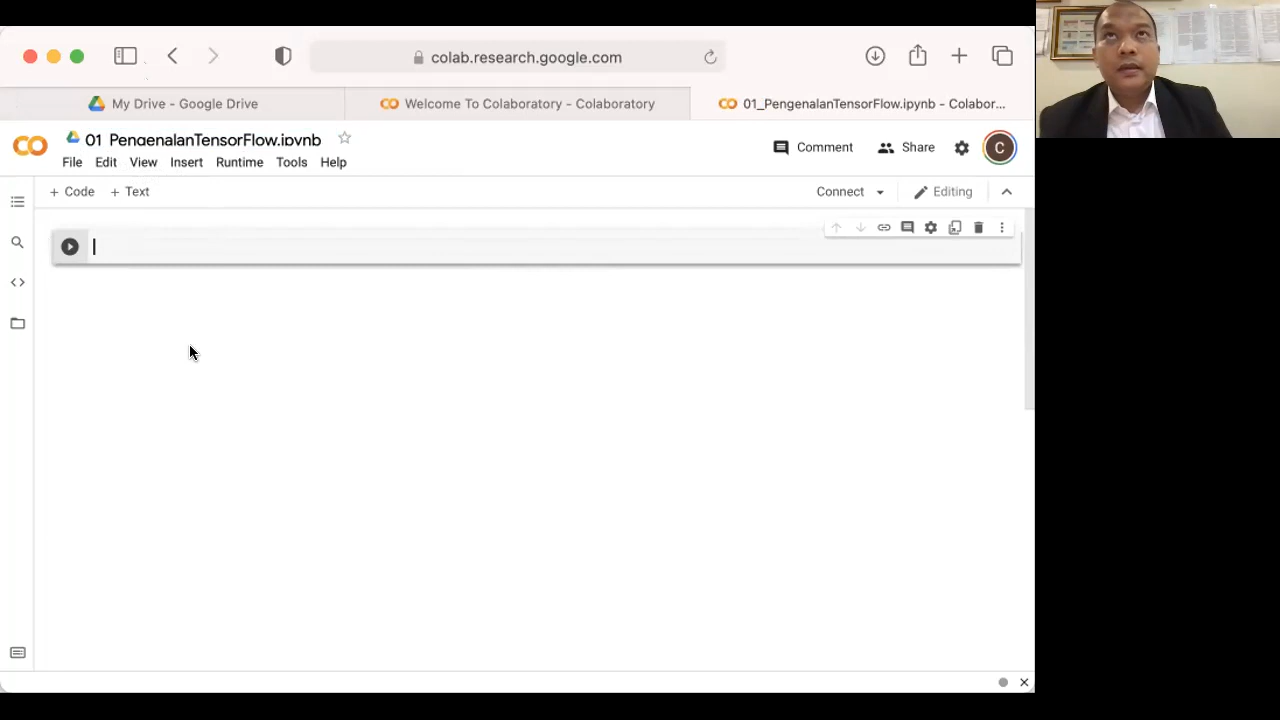 colab.research.google.com
My Drive - Google Drive
Welcome To Colaboratory - Colaboratory
01_PengenalanTensorFlow.ipynb - Colabor...
01_PengenalanTensorFlow.ipynb
Comment
Share
C
File Edit View Insert Runtime Tools Help
+ Code + Text
Connect
Editing